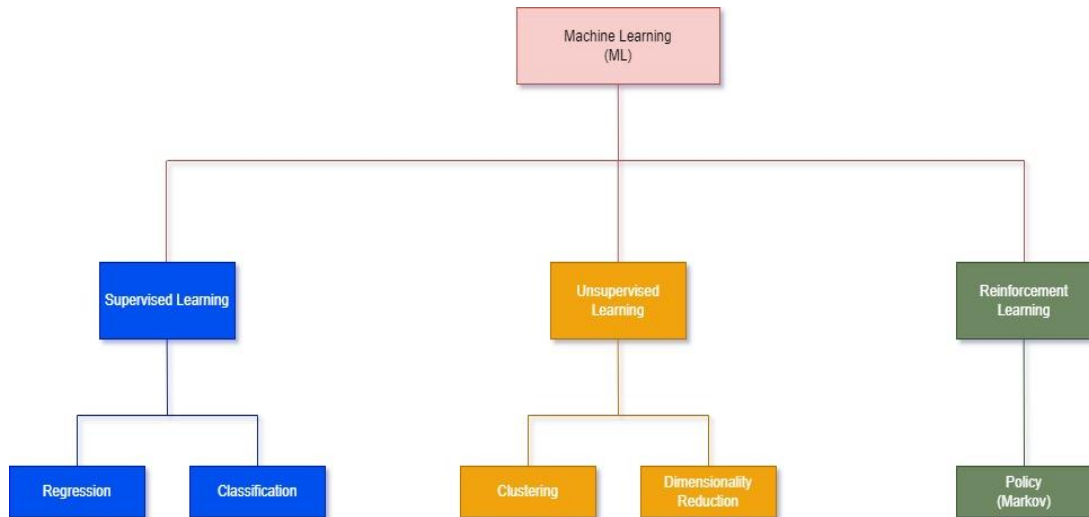 Machine Learning
(ML)
Supervised Learning
Unsupervised
Learning
Reinforcement
Learning
Regression
Classification
Clustering
Dimensionality
Reduction
Policy
(Markov)